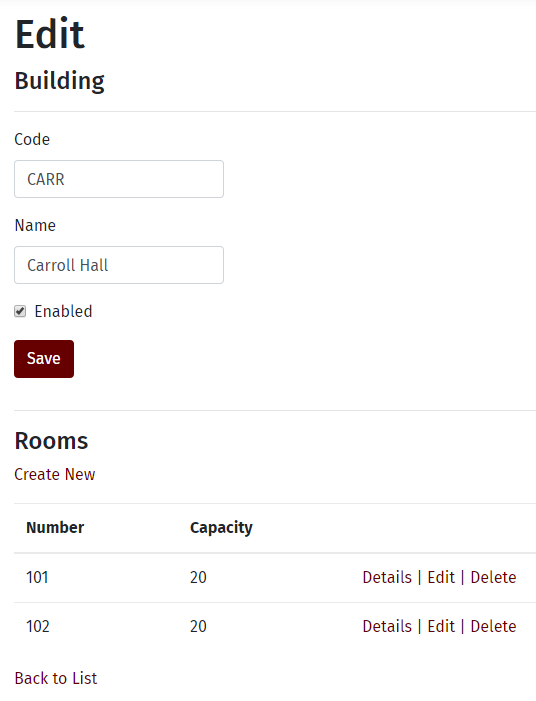 Edit
Building
Code
CARR
Name
Carroll Hall
Enabled
Save
Rooms
Create New
Number Capacity
101 20 Details | Edit | Delete
102 20 Details | Edit | Delete
Back to List